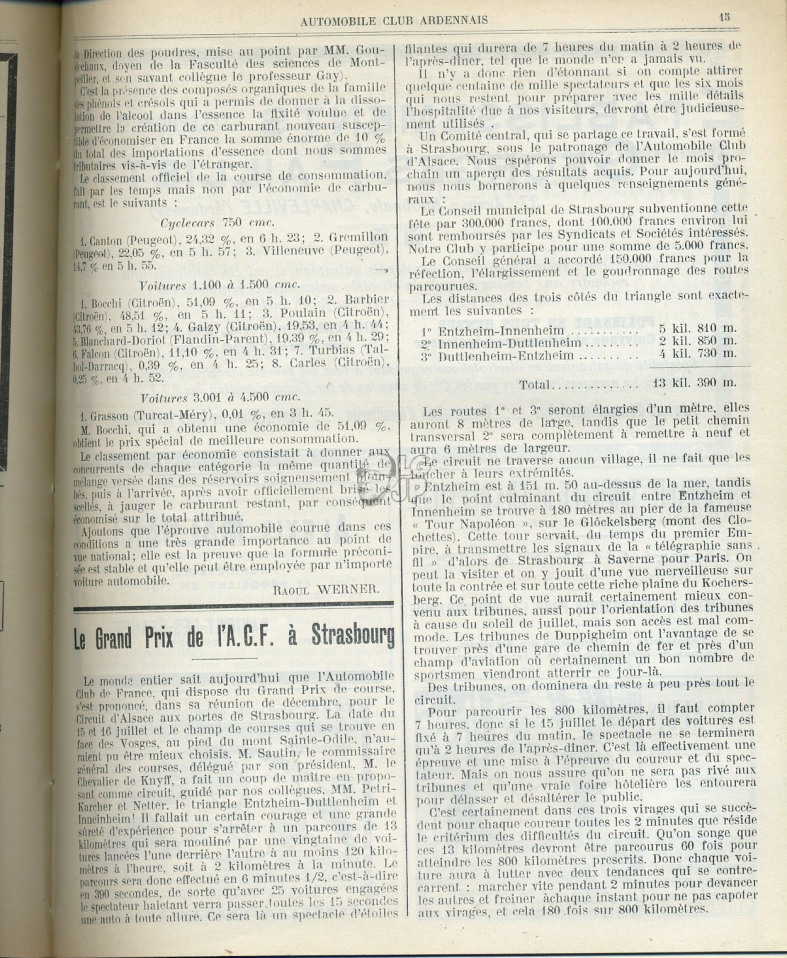 AUTOMOBILE CLUB ARDENNAIS
15
la Direction des poudres, mise au point par MM. Gou-
dchaux, doyen de la Fasculté des sciences de Mont-
pellier, et son savant collègue le professeur Gay).
C'est la présence des composés organiques de la famille
des phénols et crésols qui a permis de donner à la disso-
lution de l'alcool dans l'essence la fixité voulue et de
permettre la création de ce carburant nouveau suscep-
tible d'économiser en France la somme énorme de 10 %
du total des importations d'essence dont nous sommes
tributaires vis-à-vis de l'étranger.
Le classement officiel de la course de consommation,
fait par les temps mais non par l'économie de carbu-
rant, est le suivant :
Cyclecars 750 cmc.
1. Canton (Peugeot), 24,32 %, en 6 h. 23; 2. Gremillon
(Peugeot), 22,05 %, en 5 h. 57; 3. Villeneuve (Peugeot),
14,7 % en 5 h. 55.
Voitures 1.100 à 1.500 cmc.
1. Bocchi (Citroën), 51,09 %, en 5 h. 10; 2. Barbier
(Citroën), 48,51 %, en 5 h. 11; 3. Poulain (Citroën),
43,76 %, en 5 h. 12; 4. Galzy (Citroën), 19,53, en 4 h. 44;
5. Blanchard-Doriot (Flandin-Parent), 19,39 %, en 4 h. 29;
6. Falcon (Citroën), 11,10 %, en 4 h. 31; 7. Turbias (Tal-
bot-Darracq), 0,39 %, en 4 h. 25; 8. Carles (Citroën),
0,25 %, en 4 h. 52.
Voitures 3.001 à 4.500 cmc.
1. Grasson (Turcat-Méry), 0,01 %, en 3 h. 45.
M. Bocchi, qui a obtenu une économie de 51,09 %,
obtient le prix spécial de meilleure consommation.
Le classement par économie consistait à donner aux
concurrents de chaque catégorie la même quantité de
mélange versée dans des réservoirs soigneusement plom-
bés, puis à l'arrivée, après avoir officiellement brisé les
scellés, à jauger le carburant restant, par conséquent
économisé sur le total attribué.
Ajoutons que l'épreuve automobile courue dans ces
conditions a une très grande importance au point de
vue national; elle est la preuve que la formule préconi-
sée est stable et qu'elle peut être employée par n'importe
voiture automobile.
RAOUL WERNER.
Le Grand Prix de l'A.C.F. à Strasbourg
Le monde entier sait aujourd'hui que l'Automobile
Club de France, qui dispose du Grand Prix de course,
s'est prononcé, dans sa réunion de décembre, pour le
Circuit d'Alsace aux portes de Strasbourg. La date du
15 et 16 juillet et le champ de courses qui se trouve en
face des Vosges, au pied du mont Sainte-Odile, n'au-
raient pu être mieux choisis. M. Sautin, le commissaire
général des courses, délégué par son président, M. le
Chevalier de Knyff, a fait un coup de maître en propo-
sant comme circuit, guidé par nos collègues, MM. Petri-
Karcher et Netter, le triangle Entzheim-Duttlenheim et
Inneinheim! Il fallait un certain courage et une grande
sûreté d'expérience pour s'arrêter à un parcours de 13
kilomètres qui sera mouliné par une vingtaine de voi-
tures lancées l'une derrière l'autre à au moins 120 kilo-
mètres à l'heure, soit à 2 kilomètres à la minute. Le
parcours sera donc effectué en 6 minutes 1/2, c'est-à-dire
en 390 secondes, de sorte qu'avec 25 voitures engagées
le spectateur haletant verra passer toutes les 15 secondes
une auto à toute allure. Ce sera là un spectacle d'étoiles
filantes qui durera de 7 heures du matin à 2 heures de
l'après-dîner, tel que le monde n'er a jamais vu.
Il n'y a donc rien d'étonnant si on compte attirer
quelque centaine de mille spectateurs et que les six mois
qui nous restent pour préparer avec les mille détails
l'hospitalité due à nos visiteurs, devront être judicieuse-
ment utilisés .
Un Comité central, qui se partage ce travail, s'est formé
à Strasbourg, sous le patronage de l'Automobile Club
d'Alsace. Nous espérons pouvoir donner le mois pro-
chain un aperçu des résultats acquis. Pour aujourd'hui,
nous nous bornerons à quelques renseignements géné-
raux :
Le Conseil municipal de Strasbourg subventionne cette
fête par 300.000 francs, dont 100.000 francs environ lui
sont remboursés par les Syndicats et Sociétés intéressés.
Notre Club y participe pour une somme de 5.000 francs.
Le Conseil général a accordé 150.000 francs pour la
réfection, l'élargissement et le goudronnage des routes
parcourues.
Les distances des trois côtés du triangle sont exacte-
ment les suivantes :
1° Entzheim-Innenheim ............ 5 kil. 810 m.
2° Innenheim-Duttlenheim ......... 2 kil. 850 m.
3° Duttlenheim-Entzheim ......... 4 kil. 730 m.
Total............. 13 kil. 390 m.
Les routes 1° et 3° seront élargies d'un mètre, elles
auront 8 mètres de large, tandis que le petit chemin
transversal 2° sera complètement à remettre à neuf et
aura 6 mètres de largeur.
Le circuit ne traverse aucun village, il ne fait que les
toucher à leurs extrémités.
Entzheim est à 151 m. 50 au-dessus de la mer, tandis
que le point culminant du circuit entre Entzheim et
Innenheim se trouve à 180 mètres au pier de la fameuse
« Tour Napoléon », sur le Glöckelsberg (mont des Clo-
chettes). Cette tour servait, du temps du premier Em-
pire, à transmettre les signaux de la « télégraphie sans
fil » d'alors de Strasbourg à Saverne pour Paris. On
peut la visiter et on y jouit d'une vue merveilleuse sur
toute la contrée et sur toute cette riche plaine du Kochers-
berg. Ce point de vue aurait certainement mieux con-
venu aux tribunes, aussi pour l'orientation des tribunes
à cause du soleil de juillet, mais son accès est mal com-
mode. Les tribunes de Duppigheim ont l'avantage de se
trouver près d'une gare de chemin de fer et près d'un
champ d'aviation où certainement un bon nombre de
sportsmen viendront atterrir ce jour-là.
Des tribunes, on dominera du reste à peu près tout le
circuit.
Pour parcourir les 800 kilomètres, il faut compter
7 heures, donc si le 15 juillet le départ des voitures est
fixé à 7 heures du matin, le spectacle ne se terminera
qu'à 2 heures de l'après-dîner. C'est là effectivement une
épreuve et une mise à l'épreuve du coureur et du spec-
tateur. Mais on nous assure qu'on ne sera pas rivé aux
tribunes et qu'une vraie foire hôtelière les entourera
pour délasser et désaltérer le public.
C'est certainement dans ces trois virages qui se succè-
dent pour chaque coureur toutes les 2 minutes que réside
le critérium des difficultés du circuit. Qu'on songe que
ces 13 kilomètres devront être parcourus 60 fois pour
atteindre les 800 kilomètres prescrits. Donc chaque voi-
ture aura à lutter avec deux tendances qui se contre-
carrent : marcher vite pendant 2 minutes pour devancer
les autres et freiner àchaque instant pour ne pas capoter
aux virages, et celà 180 fois sur 800 kilomètres.